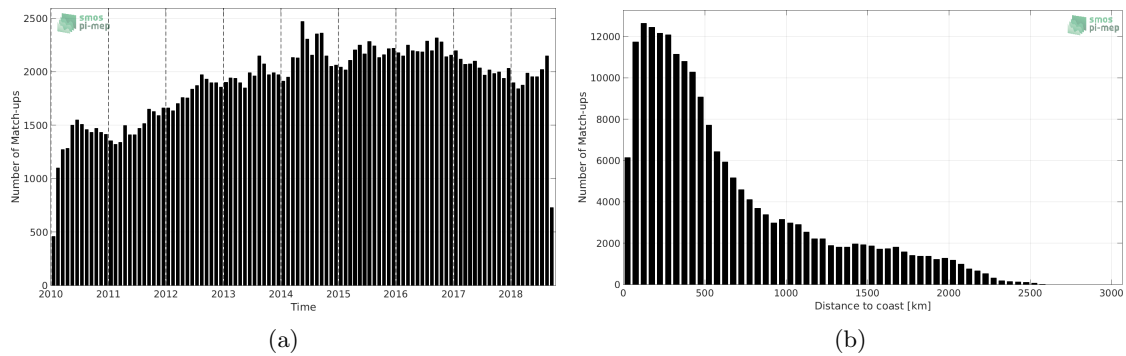 smos
pi-mep
2500
2000
1500
1000
500
0
Number of Match-ups
2010 2011 2012 2013 2014 2015 2016 2017 2018
Time
(a)
smos
pi-mep
12000
10000
8000
6000
4000
2000
0
Number of Match-ups
0 500 1000 1500 2000 2500 3000
Distance to coast [km]
(b)